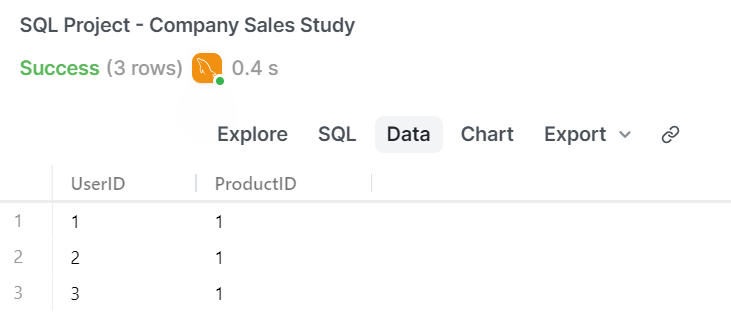 SQL Project - Company Sales Study
Success (3 rows) 0.4 s
Explore SQL Data Chart Export
UserID ProductID
1 1 1
2 2 1
3 3 1